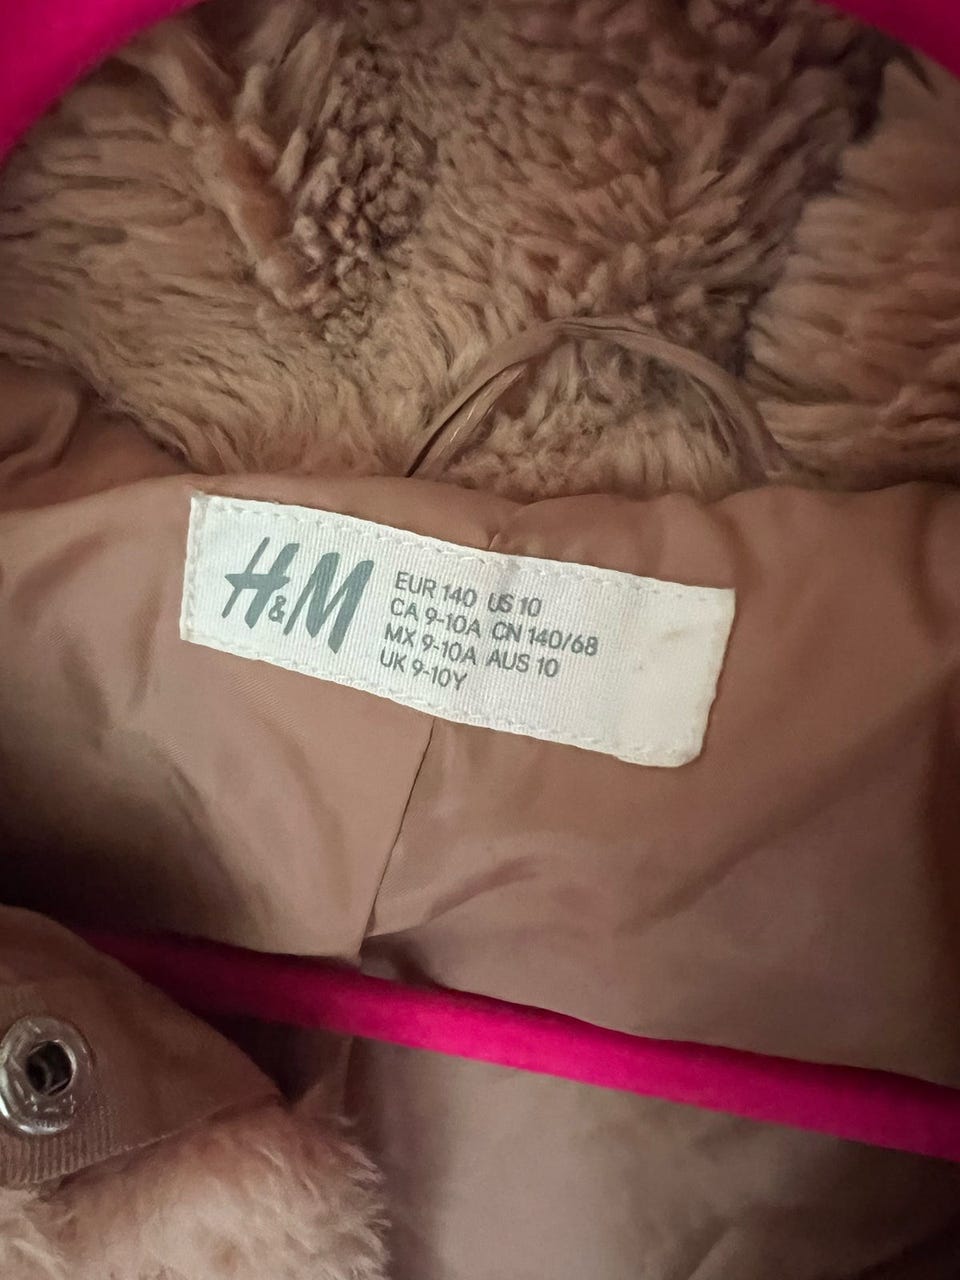 H&M
EUR 140 US 10
CA 9-10A CN 140/68
MX 9-10A AUS 10
UK 9-10Y